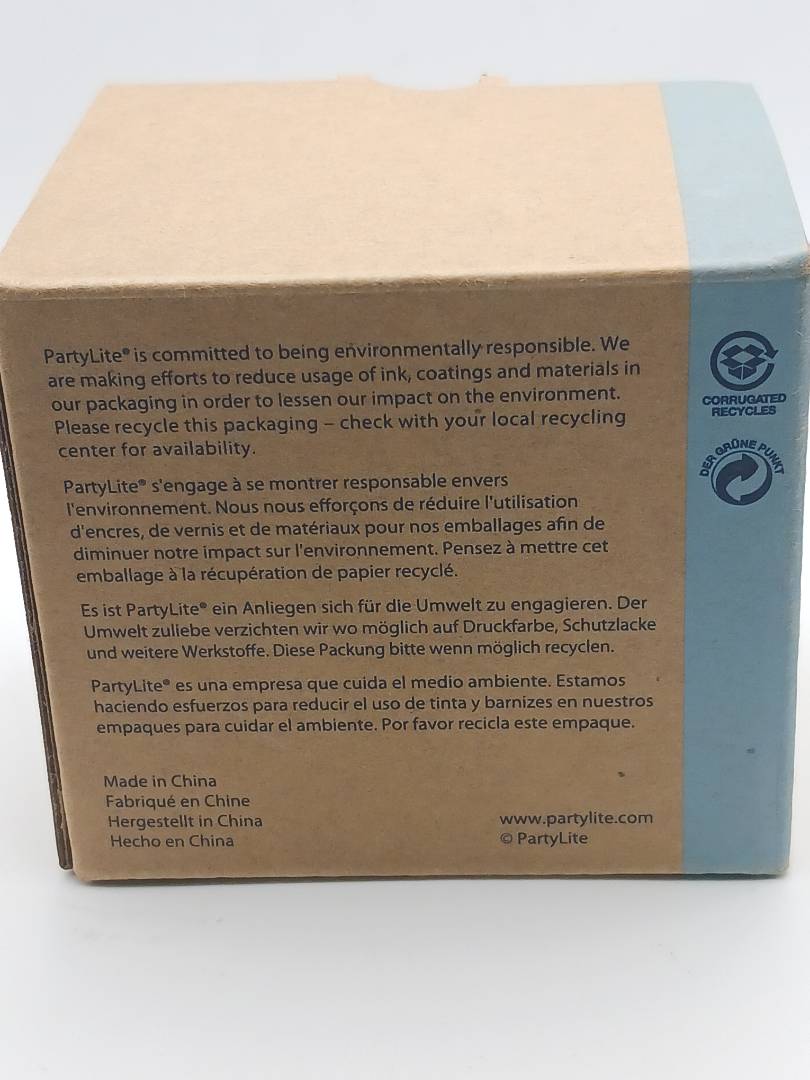 PartyLite® is committed to being environmentally responsible. We
are making efforts to reduce usage of ink, coatings and materials in
our packaging in order to lessen our impact on the environment.
Please recycle this packaging – check with your local recycling
center for availability.
PartyLite® s'engage à se montrer responsable envers
l'environnement. Nous nous efforçons de réduire l'utilisation
d'encres, de vernis et de matériaux pour nos emballages afin de
diminuer notre impact sur l'environnement. Pensez à mettre cet
emballage à la récupération de papier recyclé.
Es ist PartyLite® ein Anliegen sich für die Umwelt zu engagieren. Der
Umwelt zuliebe verzichten wir wo möglich auf Druckfarbe, Schutzlacke
und weitere Werkstoffe. Diese Packung bitte wenn möglich recyclen.
PartyLite® es una empresa que cuida el medio ambiente. Estamos
haciendo esfuerzos para reducir el uso de tinta y barnizes en nuestros
empaques para cuidar el ambiente. Por favor recicla este empaque.
Made in China
Fabriqué en Chine
Hergestellt in China
Hecho en China
www.partylite.com
© PartyLite
CORRUGATED
RECYCLES
DER GRÜNE PUNKT